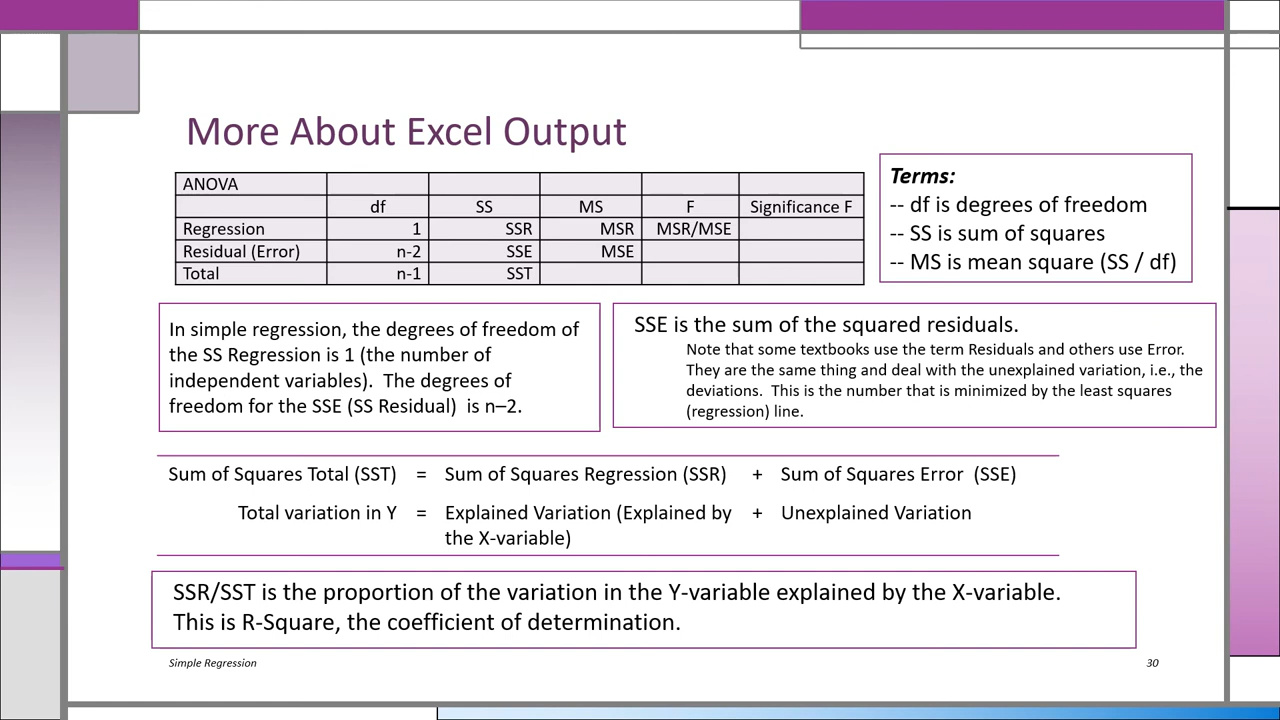 More About Excel Output
ANOVA
df SS MS F Significance F
Regression 1 SSR MSR MSR/MSE
Residual (Error) n-2 SSE MSE
Total n-1 SST
Terms:
-- df is degrees of freedom
-- SS is sum of squares
-- MS is mean square (SS / df)
In simple regression, the degrees of freedom of
the SS Regression is 1 (the number of
independent variables).  The degrees of
freedom for the SSE (SS Residual)  is n–2.
SSE is the sum of the squared residuals.
Note that some textbooks use the term Residuals and others use Error.
They are the same thing and deal with the unexplained variation, i.e., the
deviations.  This is the number that is minimized by the least squares
(regression) line.
Sum of Squares Total (SST) = Sum of Squares Regression (SSR) + Sum of Squares Error  (SSE)
Total variation in Y = Explained Variation (Explained by + Unexplained Variation
the X-variable)
SSR/SST is the proportion of the variation in the Y-variable explained by the X-variable.
This is R-Square, the coefficient of determination.
Simple Regression 30